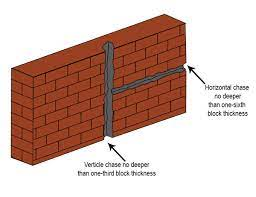 Horizontal chase no
deeper
than one-sixth
block thickness
Verticle chase no deeper
than one-third block thickness